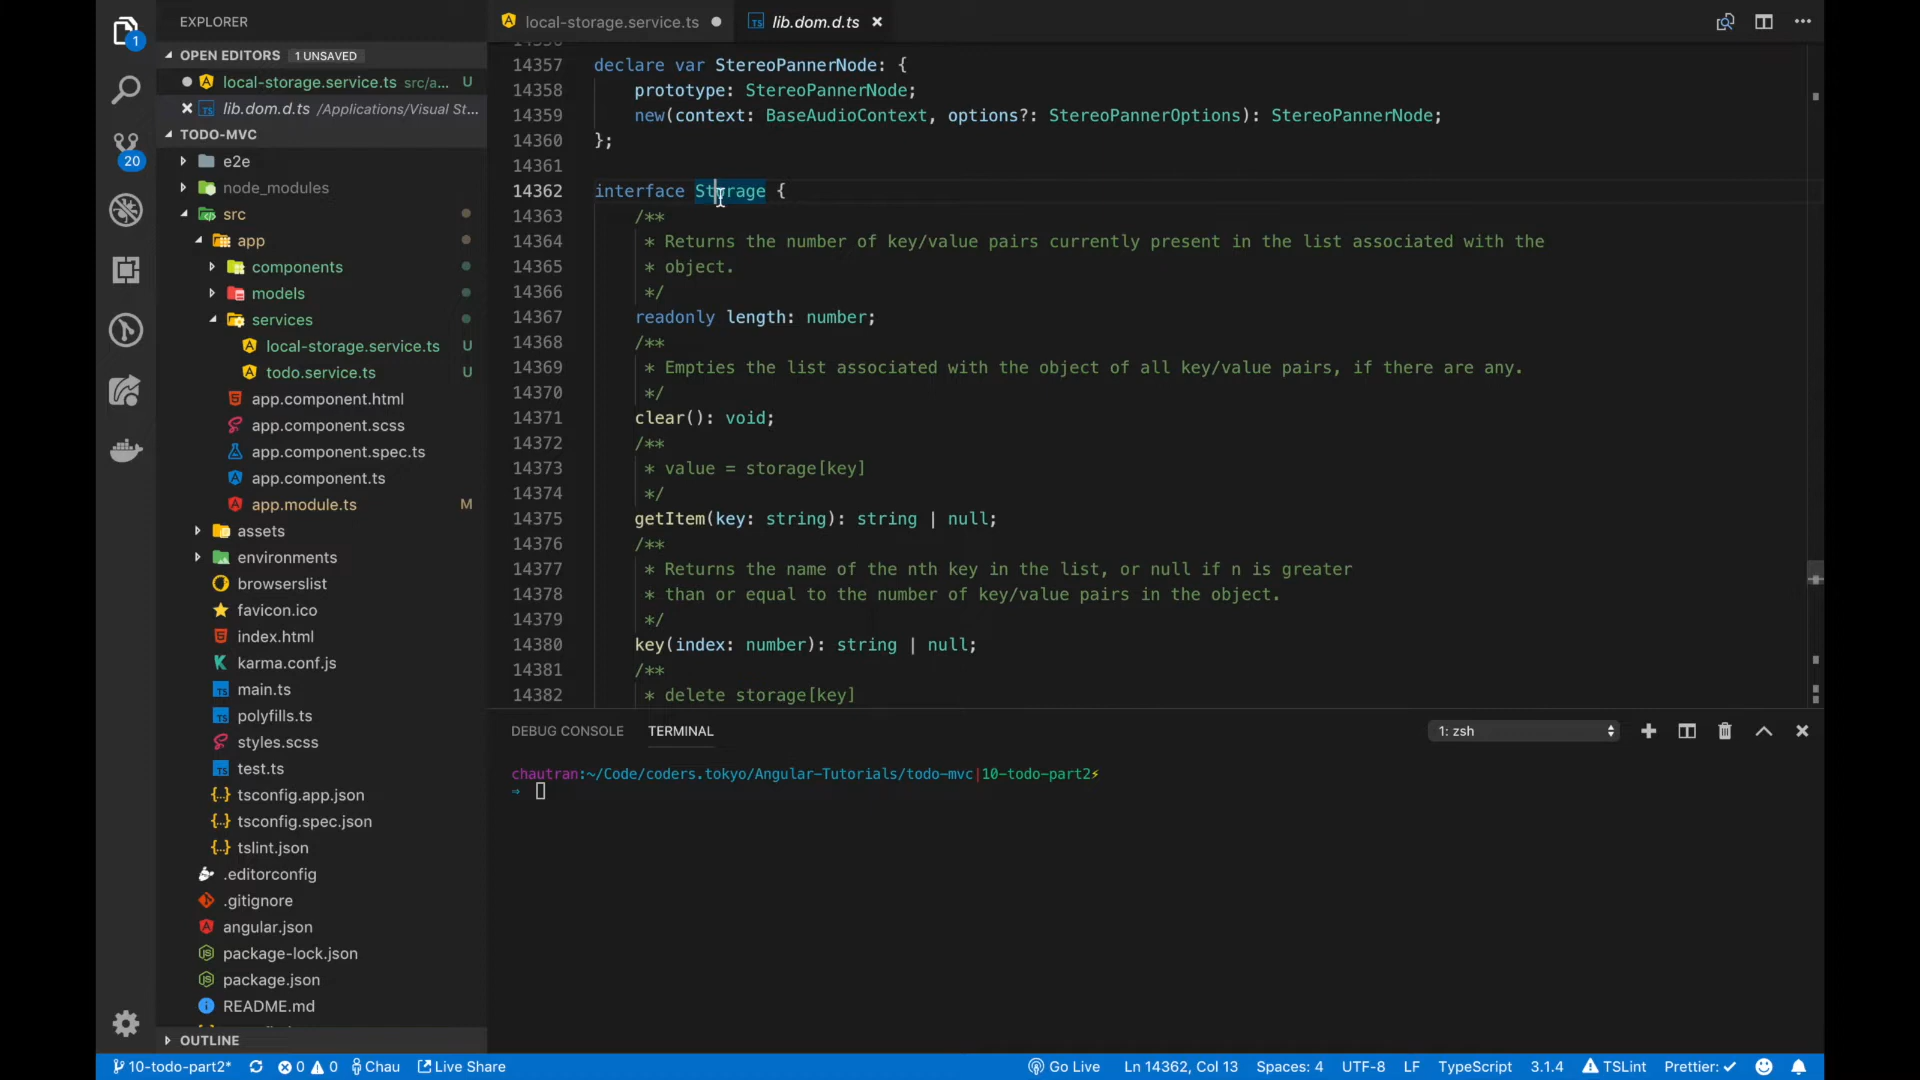 EXPLORER
OPEN EDITORS 1 UNSAVED
local-storage.service.ts src/a... U
lib.dom.d.ts /Applications/Visual St...
TODO-MVC
e2e
node_modules
src
app
components
models
services
local-storage.service.ts U
todo.service.ts U
app.component.html
app.component.scss
app.component.spec.ts
app.component.ts
app.module.ts M
assets
environments
browserslist
favicon.ico
index.html
karma.conf.js
main.ts
polyfills.ts
styles.scss
test.ts
tsconfig.app.json
tsconfig.spec.json
tslint.json
.editorconfig
.gitignore
angular.json
package-lock.json
package.json
README.md
OUTLINE
1
20
local-storage.service.ts
lib.dom.d.ts
14357 declare var StereoPannerNode: {
14358 prototype: StereoPannerNode;
14359 new(context: BaseAudioContext, options?: StereoPannerOptions): StereoPannerNode;
14360 };
14361
14362 interface Storage {
14363 /**
14364 * Returns the number of key/value pairs currently present in the list associated with the
14365 * object.
14366 */
14367 readonly length: number;
14368 /**
14369 * Empties the list associated with the object of all key/value pairs, if there are any.
14370 */
14371 clear(): void;
14372 /**
14373 * value = storage[key]
14374 */
14375 getItem(key: string): string | null;
14376 /**
14377 * Returns the name of the nth key in the list, or null if n is greater
14378 * than or equal to the number of key/value pairs in the object.
14379 */
14380 key(index: number): string | null;
14381 /**
14382 * delete storage[key]
DEBUG CONSOLE TERMINAL 1: zsh
chautran:~/Code/coders.tokyo/Angular-Tutorials/todo-mvc|10-todo-part2⚡
⇒
10-todo-part2* 0 0 Chau Live Share Go Live Ln 14362, Col 13 Spaces: 4 UTF-8 LF TypeScript 3.1.4 TSLint Prettier: ✓